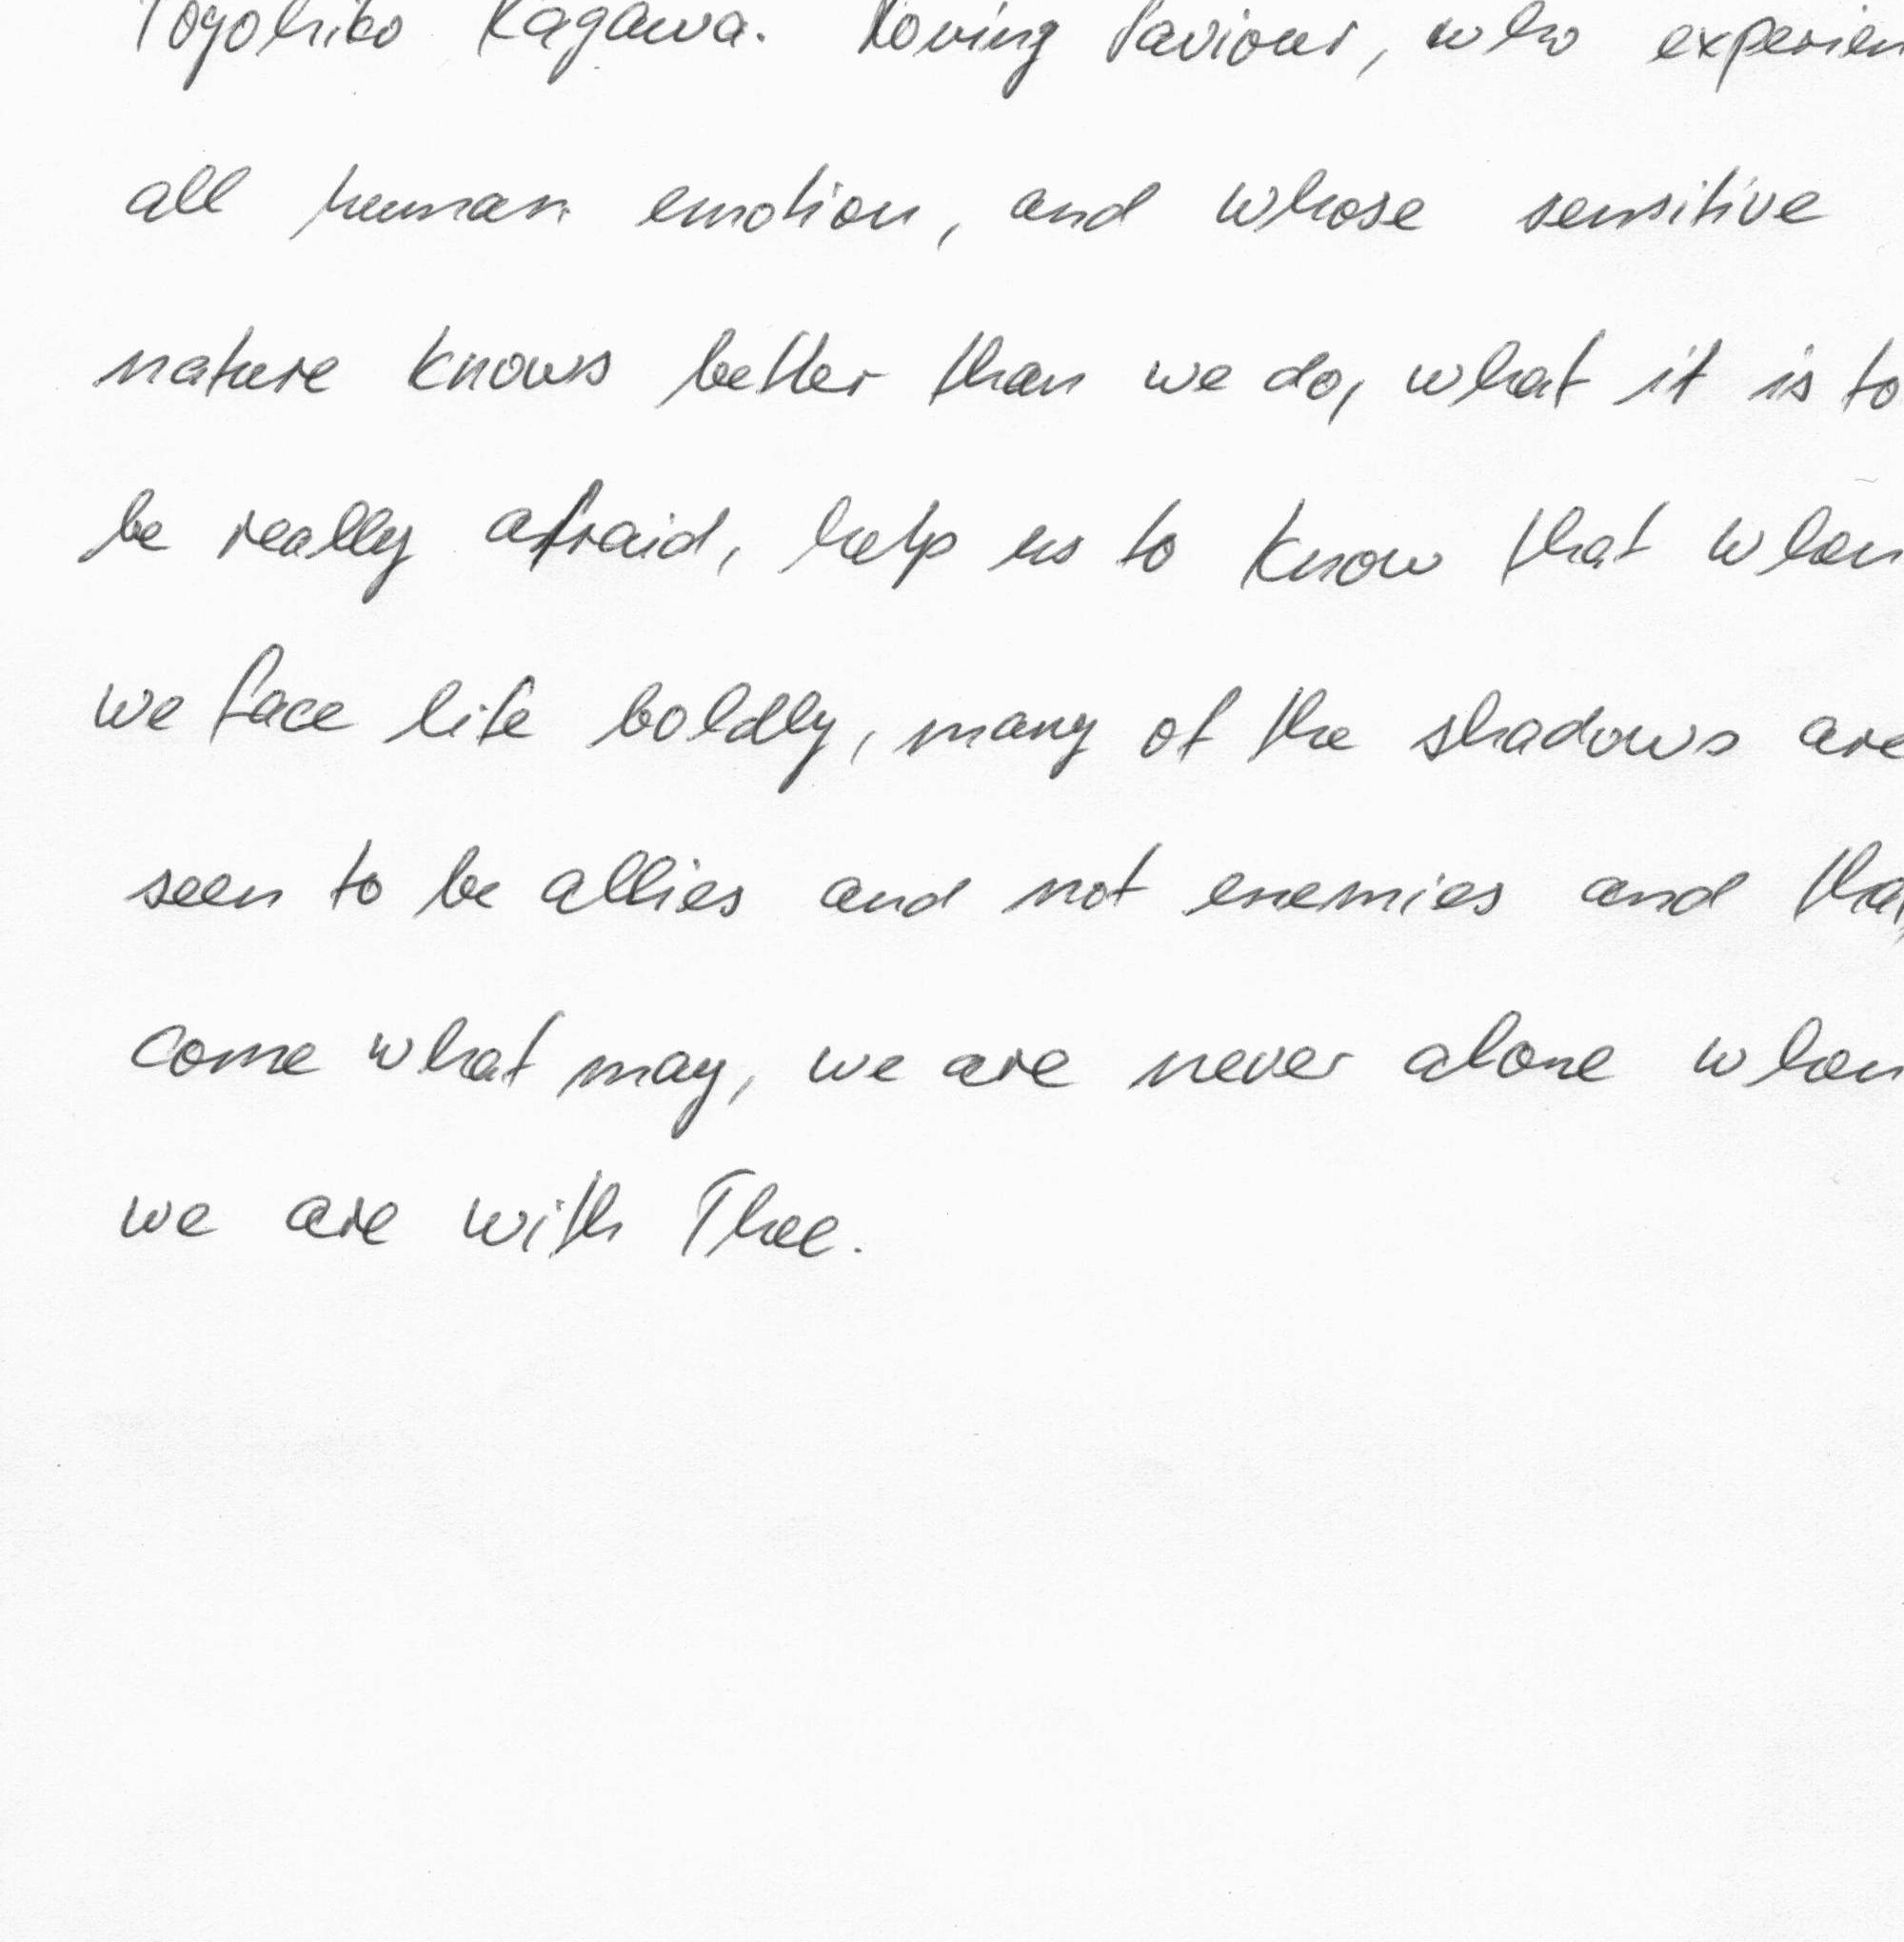 Toyohiko Kagawa. Loving Saviour, who experien
all human emotion, and whose sensitive
nature knows better than we do, what it is to
be really afraid, help us to know that when
we face life boldly, many of the shadows are
seen to be allies and not enemies and that,
come what may, we are never alone when
we are with Thee.